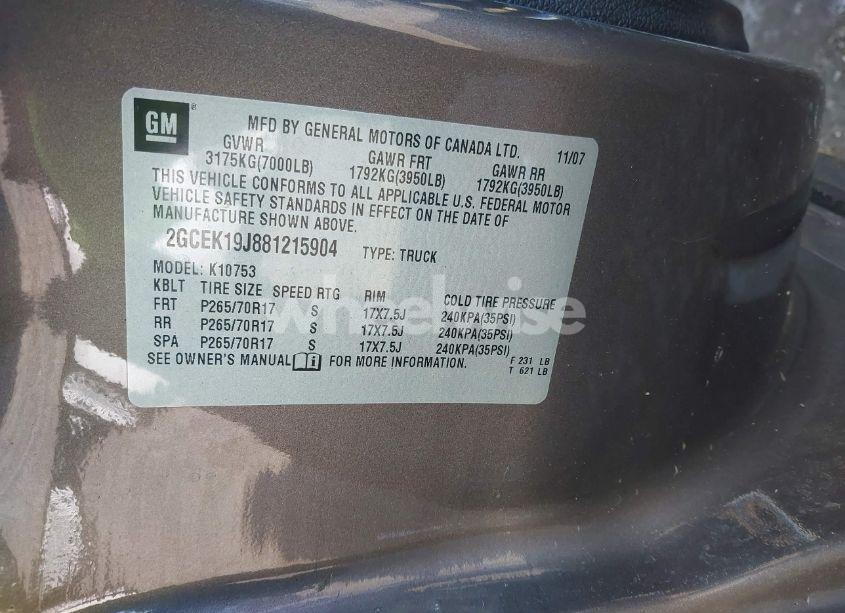 GM ®
MFD BY GENERAL MOTORS OF CANADA LTD. 11/07
GVWR GAWR FRT GAWR RR
3175KG(7000LB) 1792KG(3950LB) 1792KG(3950LB)
THIS VEHICLE CONFORMS TO ALL APPLICABLE U.S. FEDERAL MOTOR
VEHICLE SAFETY STANDARDS IN EFFECT ON THE DATE OF
MANUFACTURE SHOWN ABOVE.
2GCEK19J881215904 TYPE: TRUCK
MODEL: K10753
KBLT TIRE SIZE SPEED RTG RIM COLD TIRE PRESSURE
FRT P265/70R17 S 17X7.5J 240KPA(35PSI)
RR P265/70R17 S 17X7.5J 240KPA(35PSI)
SPA P265/70R17 S 17X7.5J 240KPA(35PSI)
SEE OWNER'S MANUAL FOR MORE INFORMATION.
F 231 LB
T 621 LB